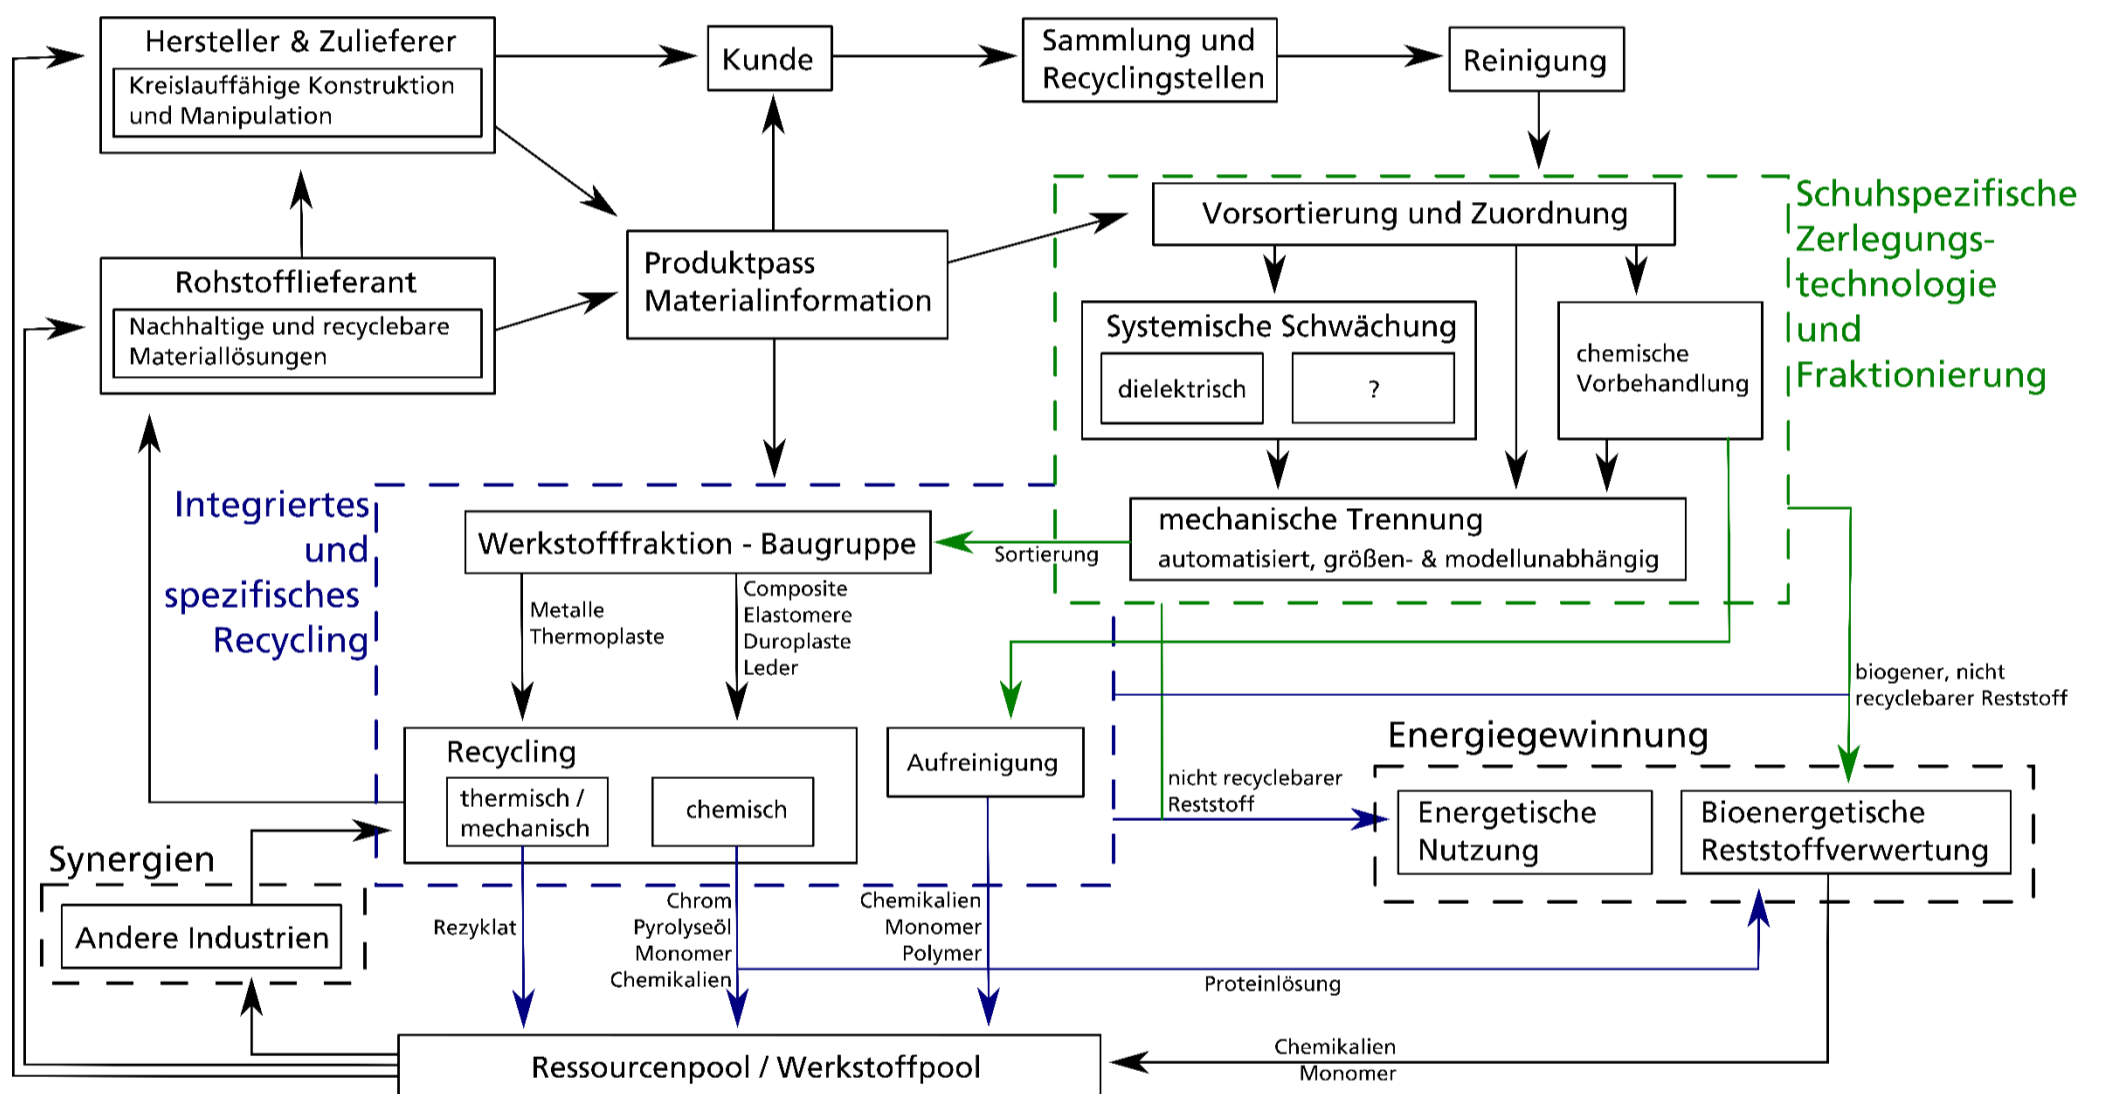 Hersteller & Zulieferer
Kreislauffähige Konstruktion
und Manipulation
Kunde
Sammlung und
Recyclingstellen
Reinigung
Rohstofflieferant
Nachhaltige und recyclebare
Materiallösungen
Produktpass
Materialinformation
Vorsortierung und Zuordnung
Schuhspezifische
Zerlegungs-
technologie
und
Fraktionierung
Systemische Schwächung
dielektrisch
?
chemische
Vorbehandlung
mechanische Trennung
automatisiert, größen- & modellunabhängig
Sortierung
Integriertes
und
spezifisches
Recycling
Werkstofffraktion - Baugruppe
Metalle
Thermoplaste
Composite
Elastomere
Duroplaste
Leder
Recycling
thermisch /
mechanisch
chemisch
Aufreinigung
nicht recyclebarer
Reststoff
biogener, nicht
recyclebarer Reststoff
Energiegewinnung
Energetische
Nutzung
Bioenergetische
Reststoffverwertung
Synergien
Andere Industrien
Rezyklat
Chrom
Pyrolyseöl
Monomer
Chemikalien
Chemikalien
Monomer
Polymer
Proteinlösung
Chemikalien
Monomer
Ressourcenpool / Werkstoffpool